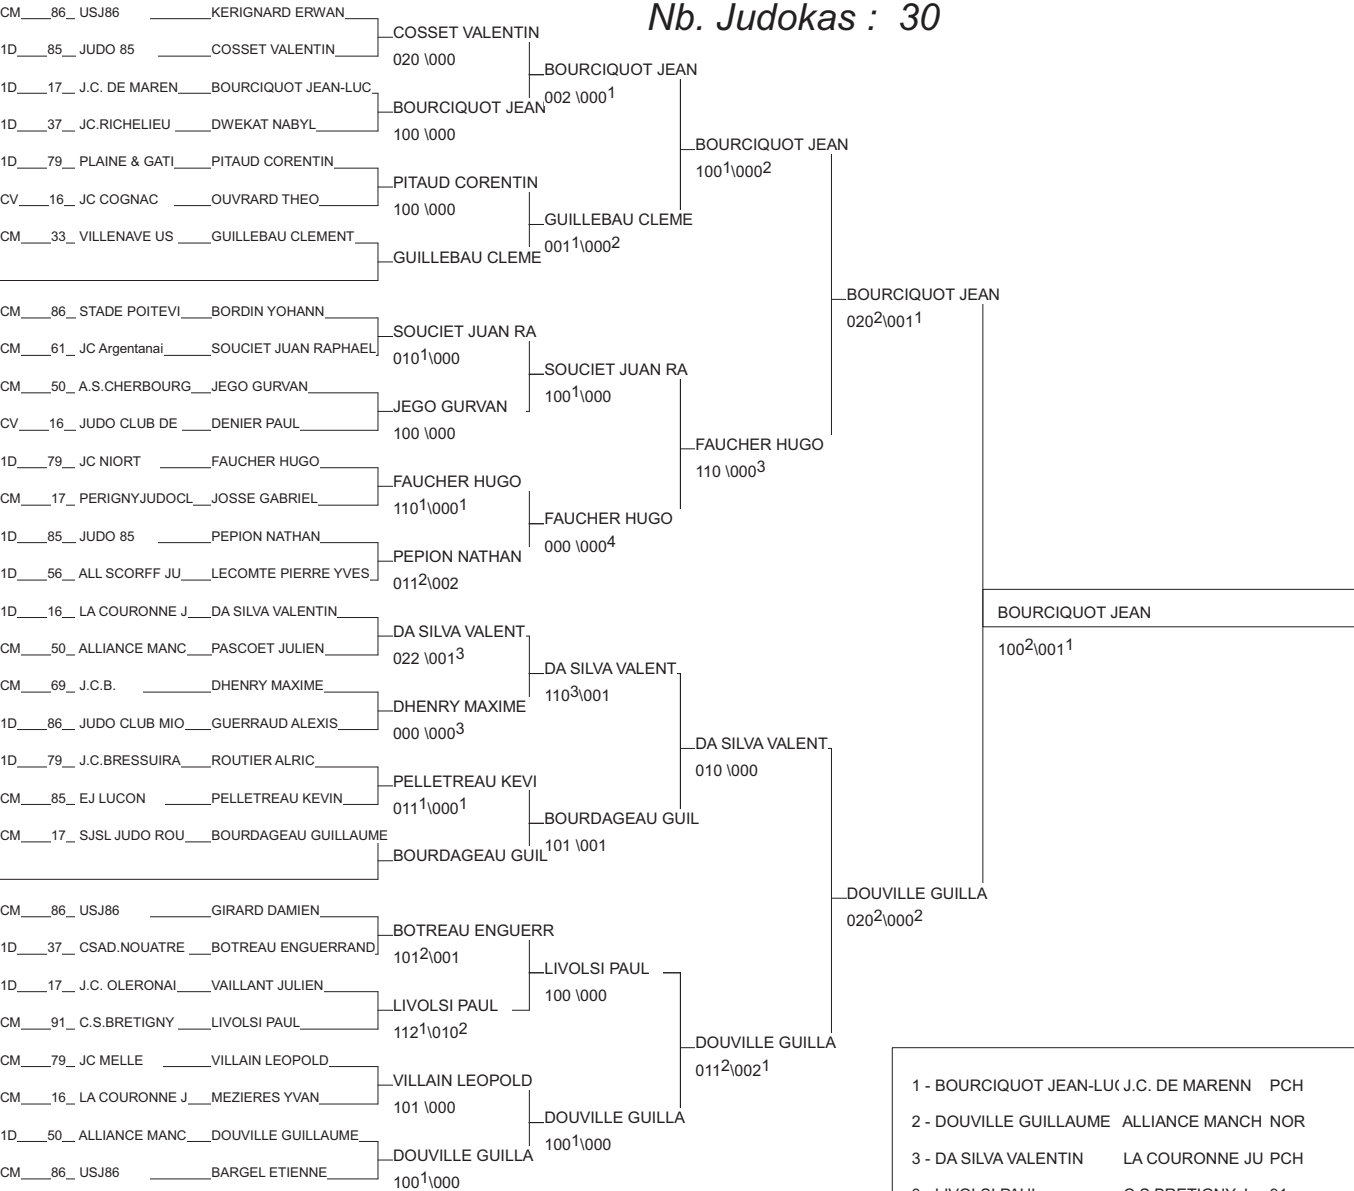 Nb. Judokas : 30
CM 86 USJ86 KERIGNARD ERWAN
COSSET VALENTIN
020 \000
1D 85 JUDO 85 COSSET VALENTIN
BOURCIQUOT JEAN
002 \0001
1D 17 J.C. DE MAREN BOURCIQUOT JEAN-LUC
BOURCIQUOT JEAN
100 \000
1D 37 JC.RICHELIEU DWEKAT NABYL
BOURCIQUOT JEAN
1001\0002
1D 79 PLAINE & GATI PITAUD CORENTIN
PITAUD CORENTIN
100 \000
CV 16 JC COGNAC OUVRARD THEO
GUILLEBAU CLEME
0011\0002
CM 33 VILLENAVE US GUILLEBAU CLEMENT
GUILLEBAU CLEME
BOURCIQUOT JEAN
0202\0011
CM 86 STADE POITEVI BORDIN YOHANN
SOUCIET JUAN RA
0101\000
CM 61 JC Argentanai SOUCIET JUAN RAPHAEL
SOUCIET JUAN RA
1001\000
CM 50 A.S.CHERBOURG JEGO GURVAN
JEGO GURVAN
100 \000
CV 16 JUDO CLUB DE DENIER PAUL
FAUCHER HUGO
110 \0003
1D 79 JC NIORT FAUCHER HUGO
FAUCHER HUGO
1101\0001
CM 17 PERIGNYJUDOCL JOSSE GABRIEL
FAUCHER HUGO
000 \0004
1D 85 JUDO 85 PEPION NATHAN
PEPION NATHAN
0112\002
1D 56 ALL SCORFF JU LECOMTE PIERRE YVES
BOURCIQUOT JEAN
1002\0011
1D 16 LA COURONNE J DA SILVA VALENTIN
DA SILVA VALENT
022 \0013
CM 50 ALLIANCE MANC PASCOET JULIEN
DA SILVA VALENT
1103\001
CM 69 J.C.B. DHENRY MAXIME
DHENRY MAXIME
000 \0003
1D 86 JUDO CLUB MIO GUERRAUD ALEXIS
DA SILVA VALENT
010 \000
1D 79 J.C.BRESSUIRA ROUTIER ALRIC
PELLETREAU KEVI
0111\0001
CM 85 EJ LUCON PELLETREAU KEVIN
BOURDAGEAU GUIL
101 \001
CM 17 SJSL JUDO ROU BOURDAGEAU GUILLAUME
BOURDAGEAU GUIL
DOUVILLE GUILLA
0202\0002
CM 86 USJ86 GIRARD DAMIEN
BOTREAU ENGUERR
1012\001
1D 37 CSAD.NOUATRE BOTREAU ENGUERRAND
LIVOLSI PAUL
100 \000
1D 17 J.C. OLERONAI VAILLANT JULIEN
LIVOLSI PAUL
1121\0102
CM 91 C.S.BRETIGNY LIVOLSI PAUL
DOUVILLE GUILLA
0112\0021
CM 79 JC MELLE VILLAIN LEOPOLD
VILLAIN LEOPOLD
101 \000
CM 16 LA COURONNE J MEZIERES YVAN
DOUVILLE GUILLA
1001\000
1D 50 ALLIANCE MANC DOUVILLE GUILLAUME
DOUVILLE GUILLA
1001\000
CM 86 USJ86 BARGEL ETIENNE
1 - BOURCIQUOT JEAN-LU( J.C. DE MARENN PCH
2 - DOUVILLE GUILLAUME ALLIANCE MANCH NOR
3 - DA SILVA VALENTIN LA COURONNE JU PCH